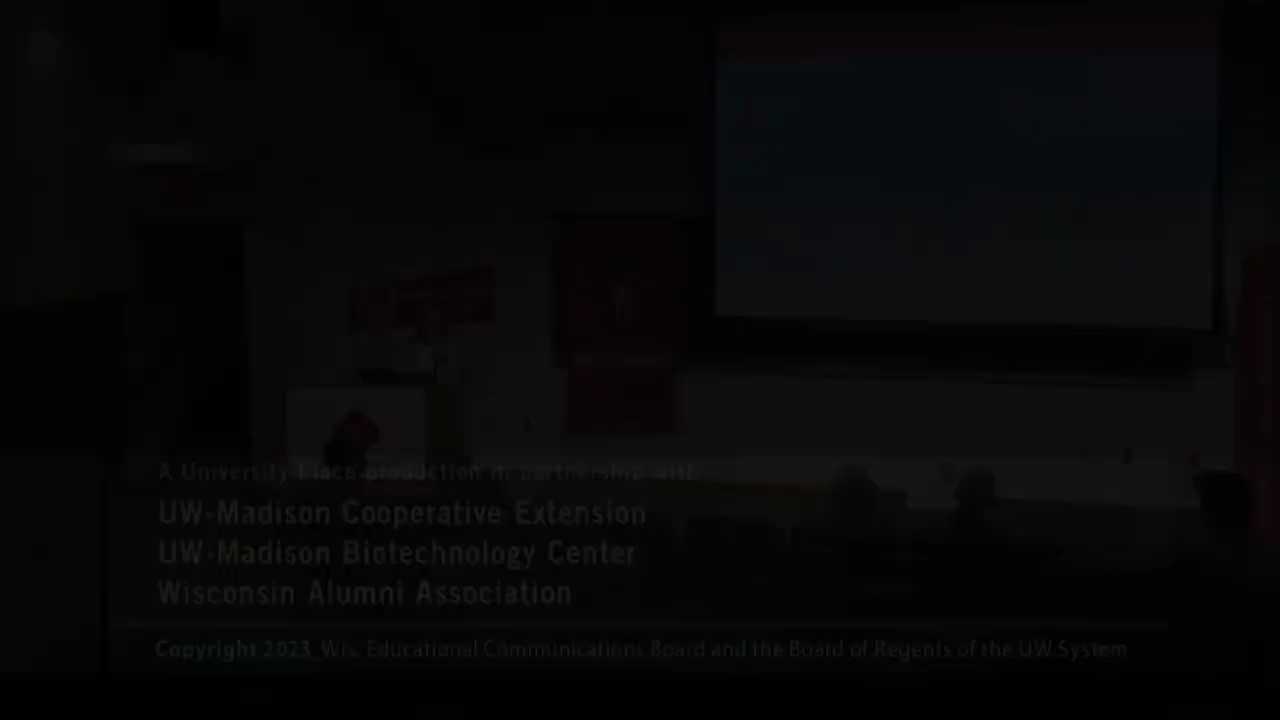 A University Place production in partnership with
UW-Madison Cooperative Extension
UW-Madison Biotechnology Center
Wisconsin Alumni Association
Copyright 2023 Wis. Educational Communications Board and the Board of Regents of the UW System